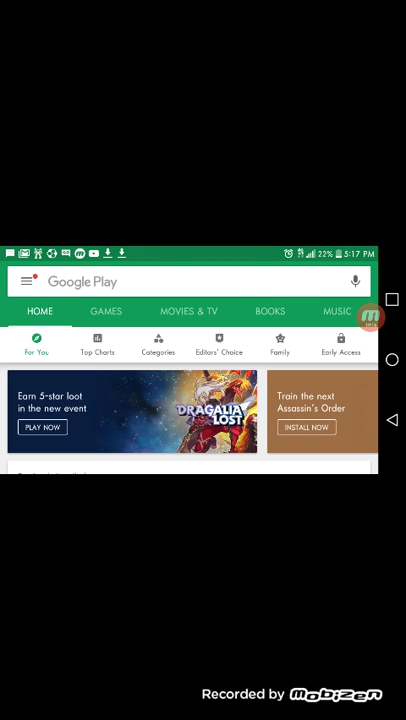 22% 5:17 PM
Google Play
HOME GAMES MOVIES & TV BOOKS MUSIC
For You Top Charts Categories Editors' Choice Family Early Access
Earn 5-star loot
in the new event
PLAY NOW
DRAGALIA
LOST
Train the next
Assassin's Order
INSTALL NOW
Recorded by Mobizen